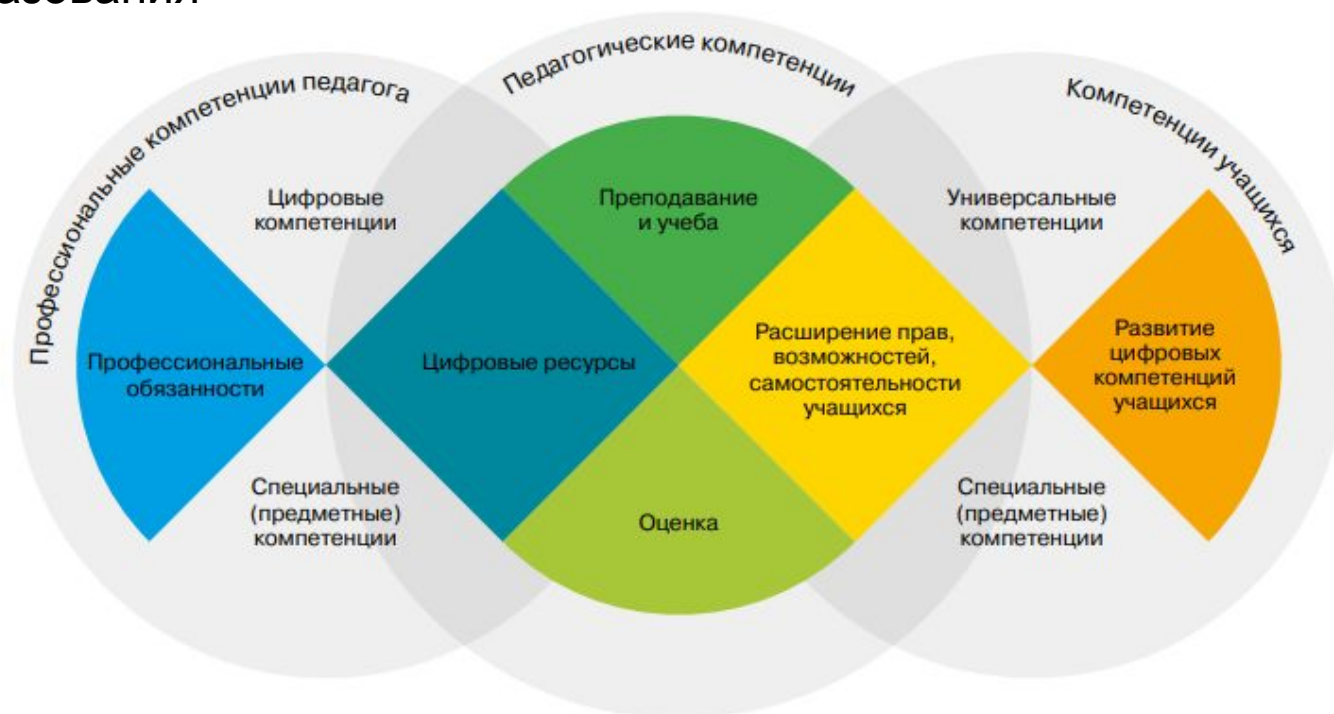 Профессиональные компетенции педагога
Педагогические компетенции
Компетенции учащихся
Цифровые
компетенции
Преподавание
и учеба
Универсальные
компетенции
Профессиональные
обязанности
Цифровые ресурсы
Расширение прав,
возможностей,
самостоятельности
учащихся
Развитие
цифровых
компетенций
учащихся
Специальные
(предметные)
компетенции
Оценка
Специальные
(предметные)
компетенции